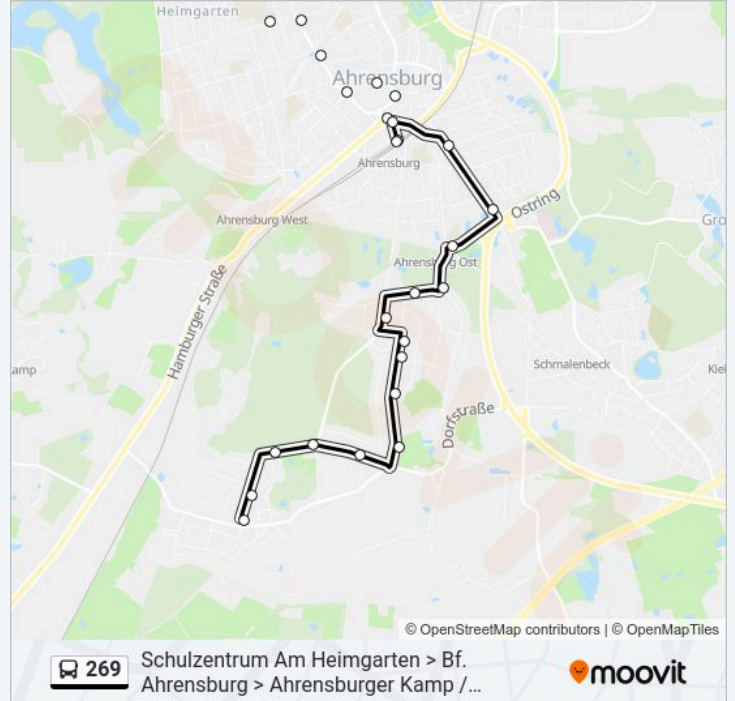 Heimgarten
Ahrensburg
Ahrensburg
Ostring
Ahrensburg West
Gro
Ahrensburg Ost
Hamburger Straße
Schmalenbeck
Kiel
amp
Dorfstraße
© OpenStreetMap contributors | © OpenMapTiles
269
Schulzentrum Am Heimgarten > Bf.
Ahrensburg > Ahrensburger Kamp /…
moovit